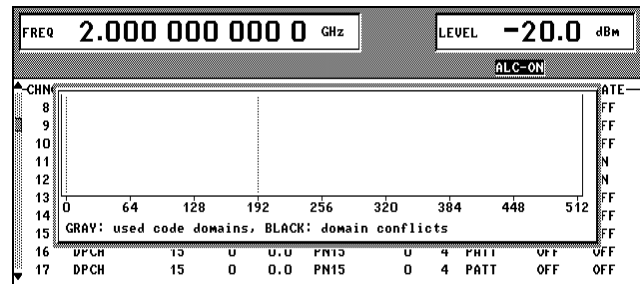 FREQ 2.000 000 000 0 GHz LEVEL -20.0 dBm
ALC-ON
CHN ATE
8 FF
9 FF
10 FF
11 N
12 N
13 FF
0 64 128 192 256 320 384 448 512
14 FF
GRAY: used code domains, BLACK: domain conflicts
15 FF
16 DPCH 15 0 0.0 PN15 0 4 PATT OFF OFF
17 DPCH 15 0 0.0 PN15 0 4 PATT OFF OFF